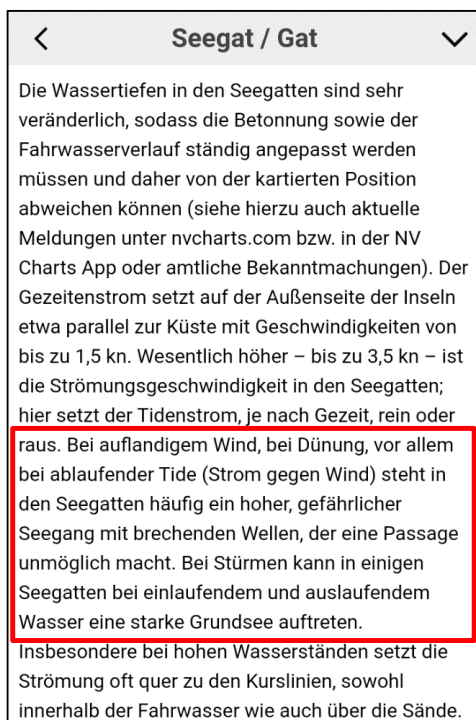 Seegat / Gat
Die Wassertiefen in den Seegatten sind sehr
veränderlich, sodass die Betonnung sowie der
Fahrwasserverlauf ständig angepasst werden
müssen und daher von der kartierten Position
abweichen können (siehe hierzu auch aktuelle
Meldungen unter nvcharts.com bzw. in der NV
Charts App oder amtliche Bekanntmachungen). Der
Gezeitenstrom setzt auf der Außenseite der Inseln
etwa parallel zur Küste mit Geschwindigkeiten von
bis zu 1,5 kn. Wesentlich höher – bis zu 3,5 kn – ist
die Strömungsgeschwindigkeit in den Seegatten;
hier setzt der Tidenstrom, je nach Gezeit, rein oder
raus. Bei auflandigem Wind, bei Dünung, vor allem
bei ablaufender Tide (Strom gegen Wind) steht in
den Seegatten häufig ein hoher, gefährlicher
Seegang mit brechenden Wellen, der eine Passage
unmöglich macht. Bei Stürmen kann in einigen
Seegatten bei einlaufendem und auslaufendem
Wasser eine starke Grundsee auftreten.
Insbesondere bei hohen Wasserständen setzt die
Strömung oft quer zu den Kurslinien, sowohl
innerhalb der Fahrwasser wie auch über die Sände.